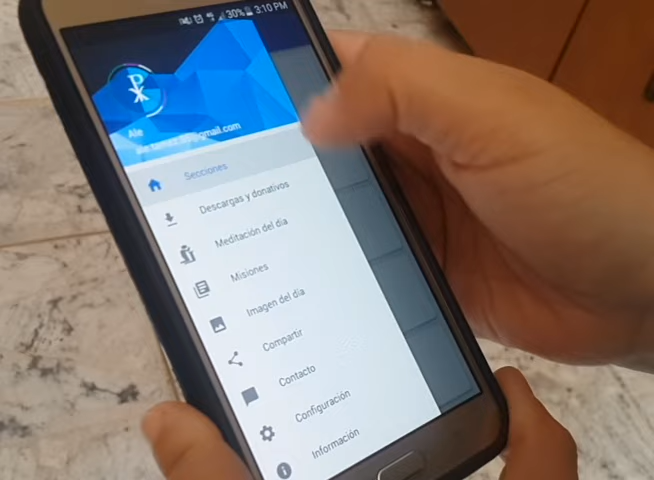 30% 3:10 PM
Ale
Secciones
Descargas y donativos
Meditación del día
Misiones
Imagen del día
Compartir
Contacto
Configuración
Información